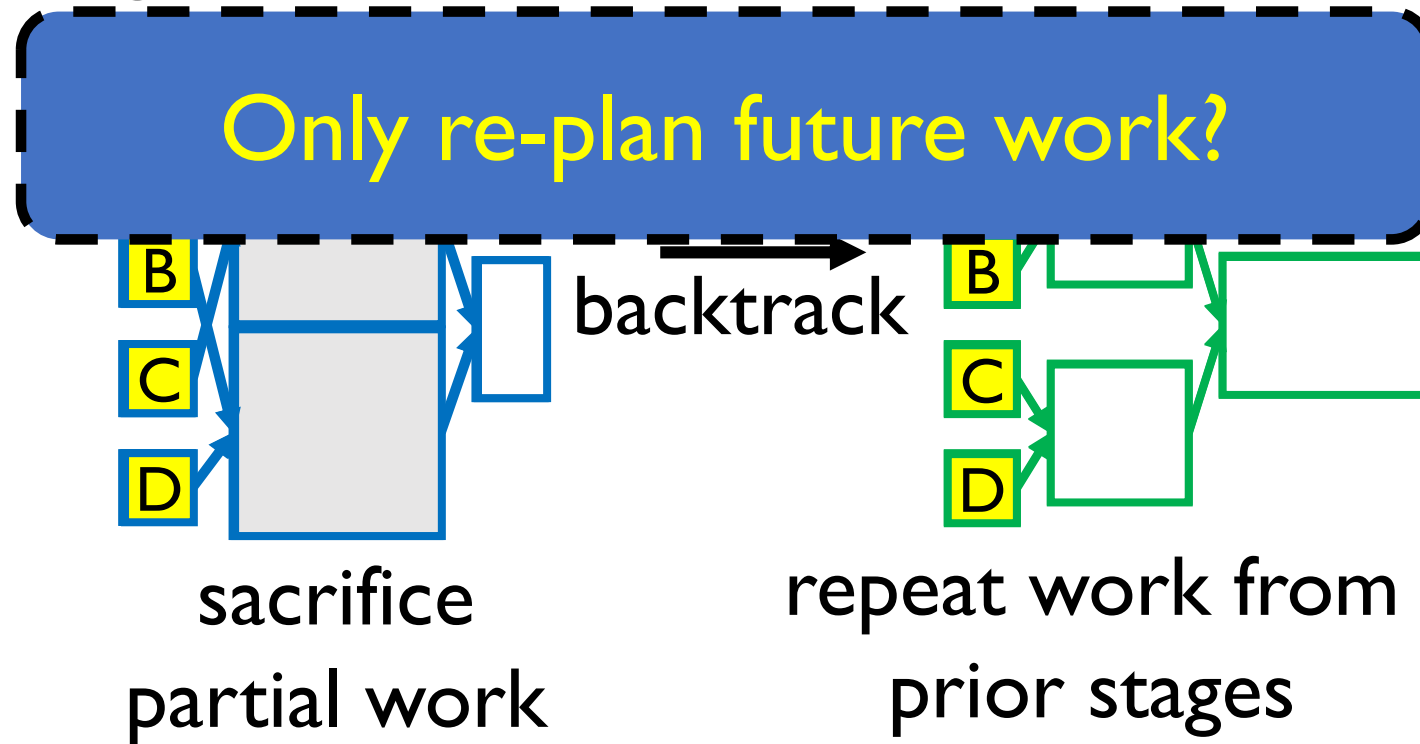 Only re-plan future work?
B
B
backtrack
C
C
D
D
sacrifice
partial work
repeat work from
prior stages